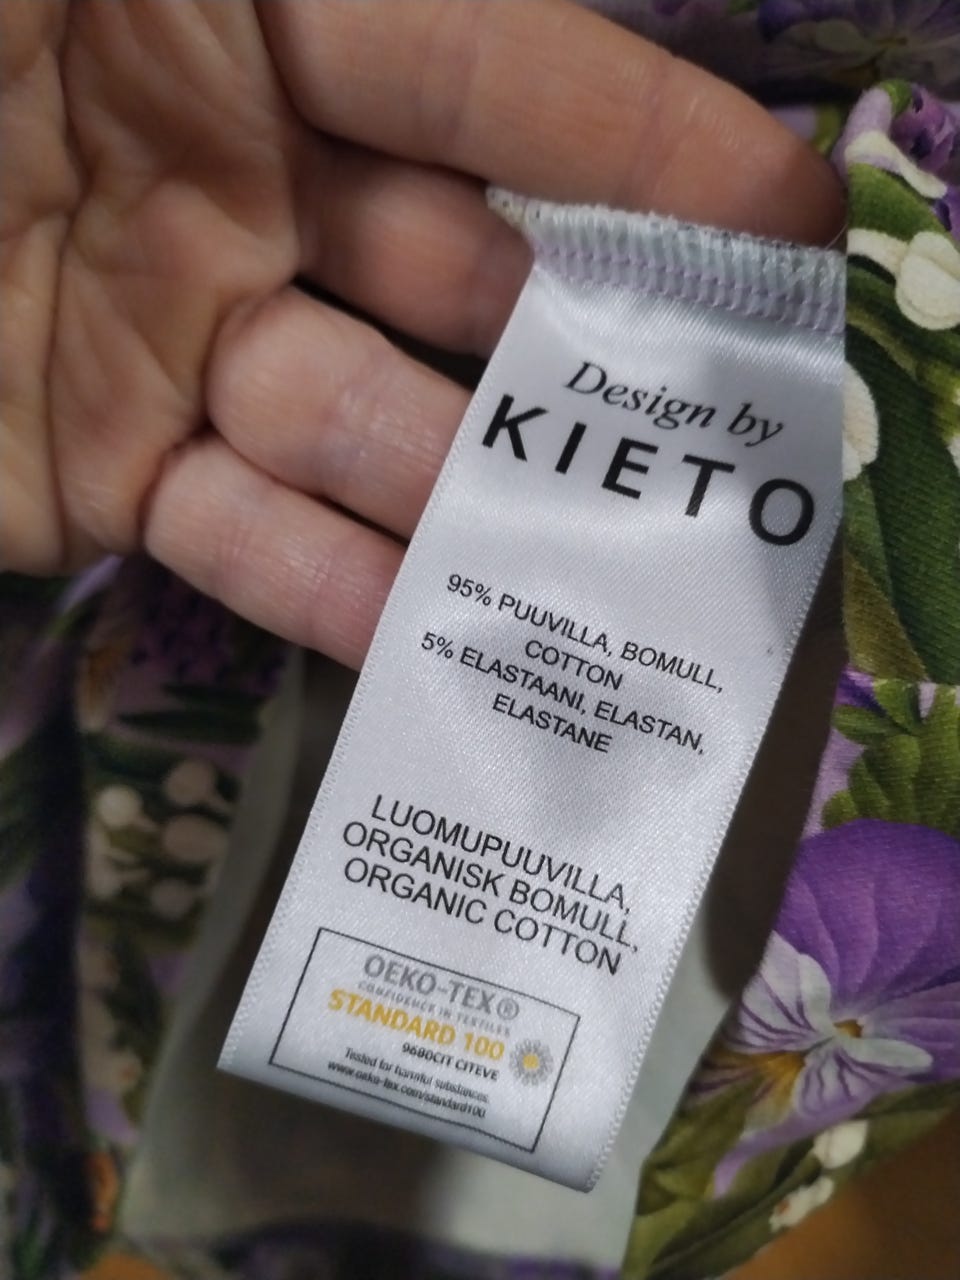 Design by
KIETO
95% PUUVILLA, BOMULL,
COTTON
5% ELASTAANI, ELASTAN,
ELASTANE
LUOMUPUUVILLA,
ORGANISK BOMULL,
ORGANIC COTTON
OEKO-TEX®
CONFIDENCE IN TEXTILES
STANDARD 100
9680CIT CITEVE
Tested for harmful substances.
www.oeko-tex.com/standard100